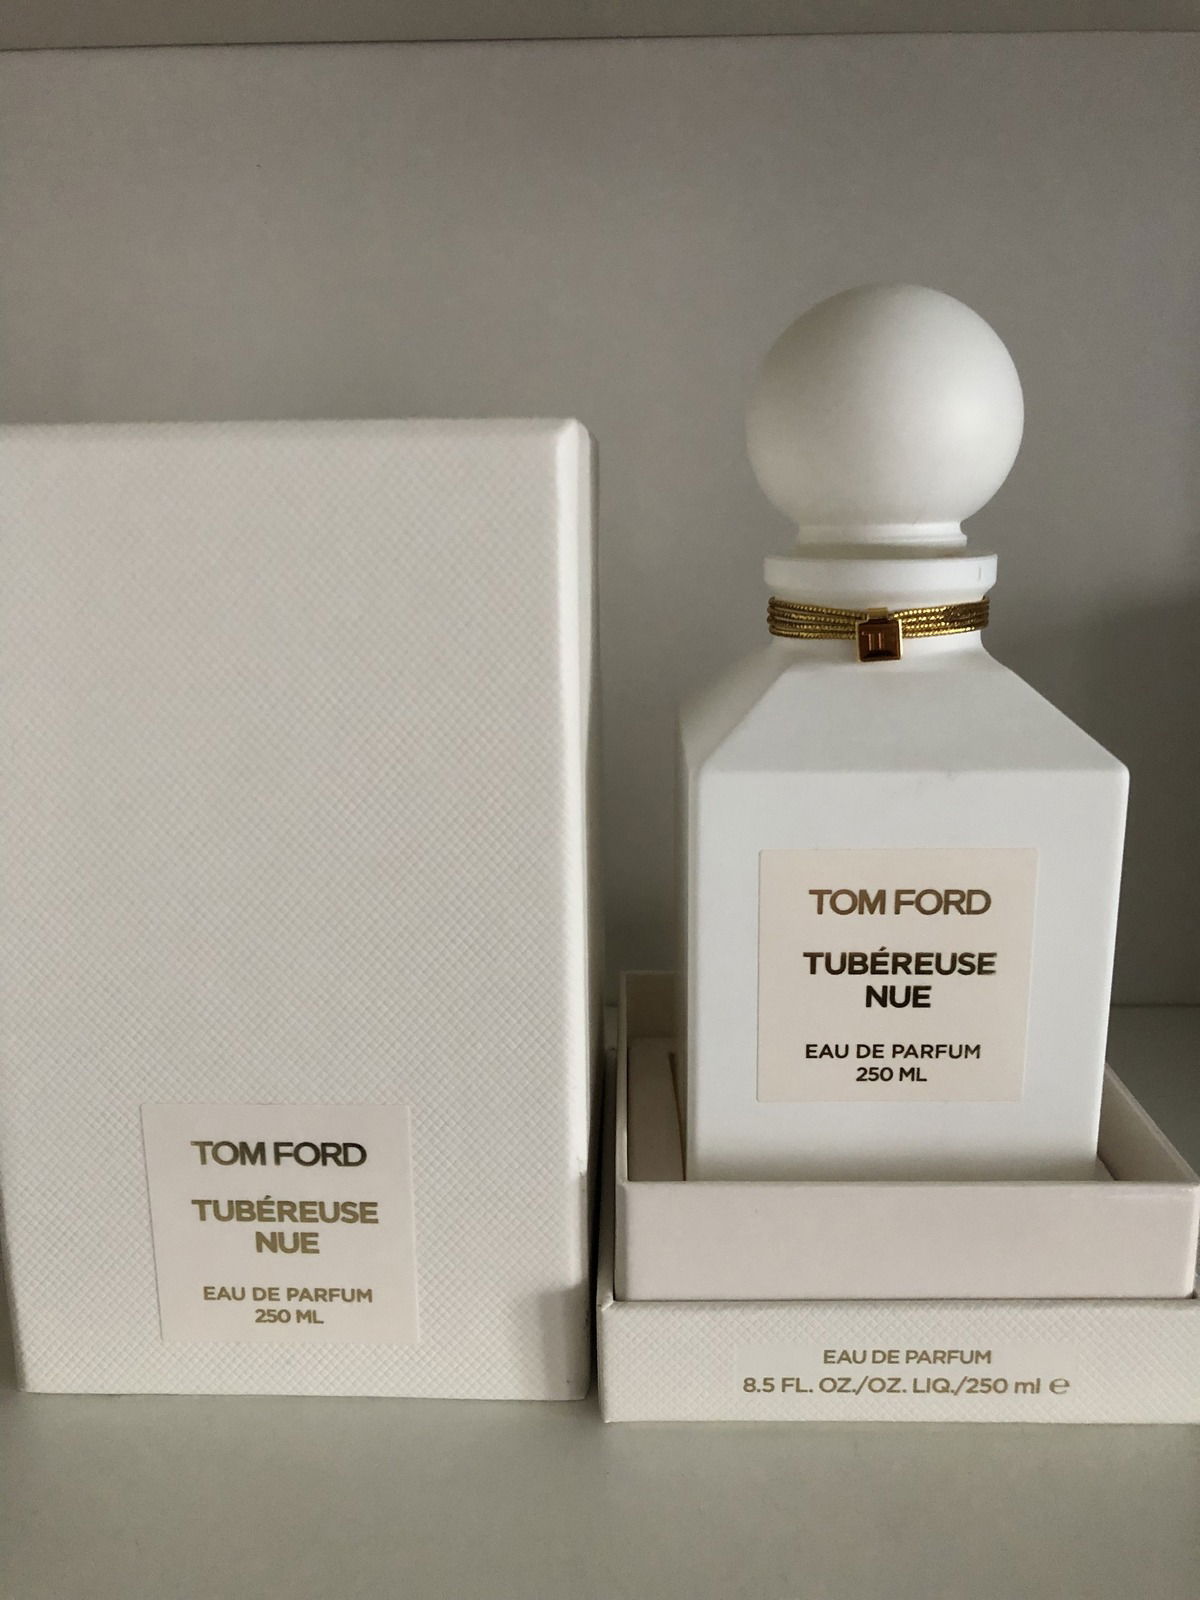 TOM FORD
TUBÉREUSE
NUE
EAU DE PARFUM
250 ML
TOM FORD
TUBÉREUSE
NUE
EAU DE PARFUM
250 ML
EAU DE PARFUM
8.5 FL. OZ./OZ. LIQ./250 ml ℮